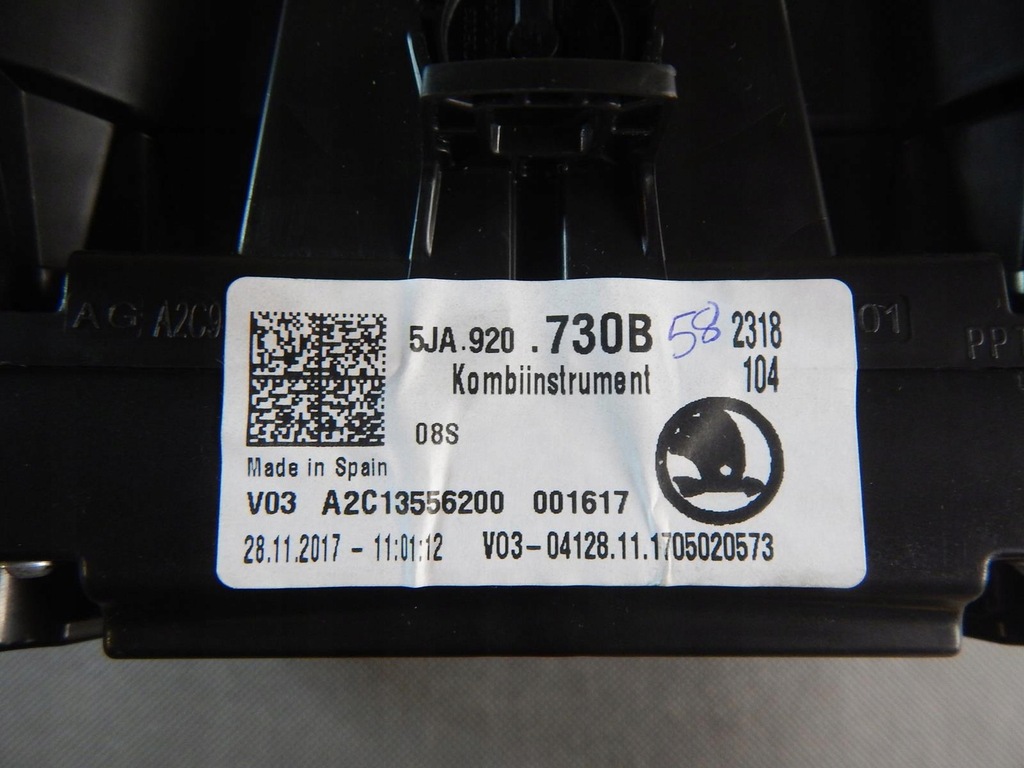 AG A2C9
5JA.920 .730B 58 2318
Kombiinstrument 104
08S
Made in Spain
V03 A2C13556200 001617
28.11.2017 - 11:01:12 V03-04128.11.1705020573
01
PP